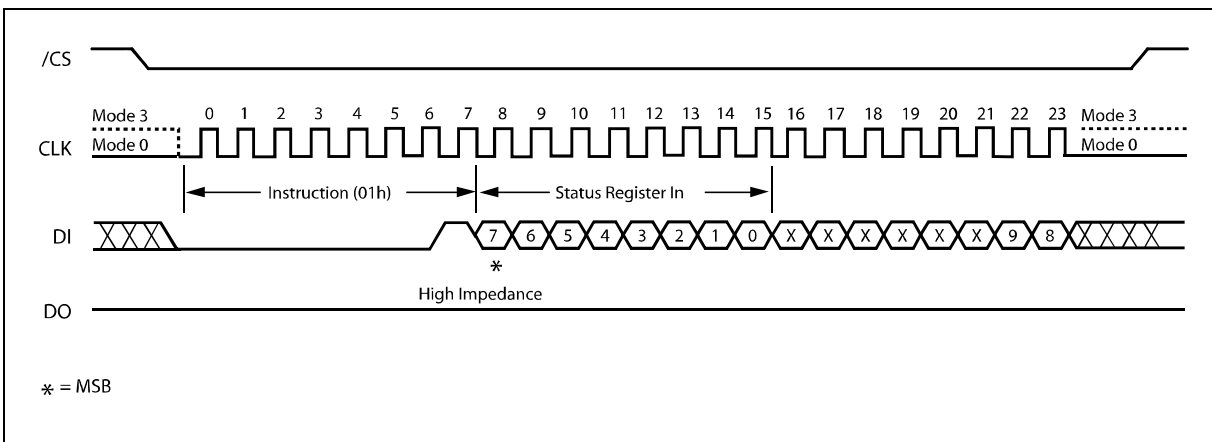 /CS
Mode 3 0 1 2 3 4 5 6 7 8 9 10 11 12 13 14 15 16 17 18 19 20 21 22 23 Mode 3
CLK Mode 0 Mode 0
Instruction (01h) Status Register In
DI 7 6 5 4 3 2 1 0 X X X X X X 9 8
*
High Impedance
DO
* = MSB